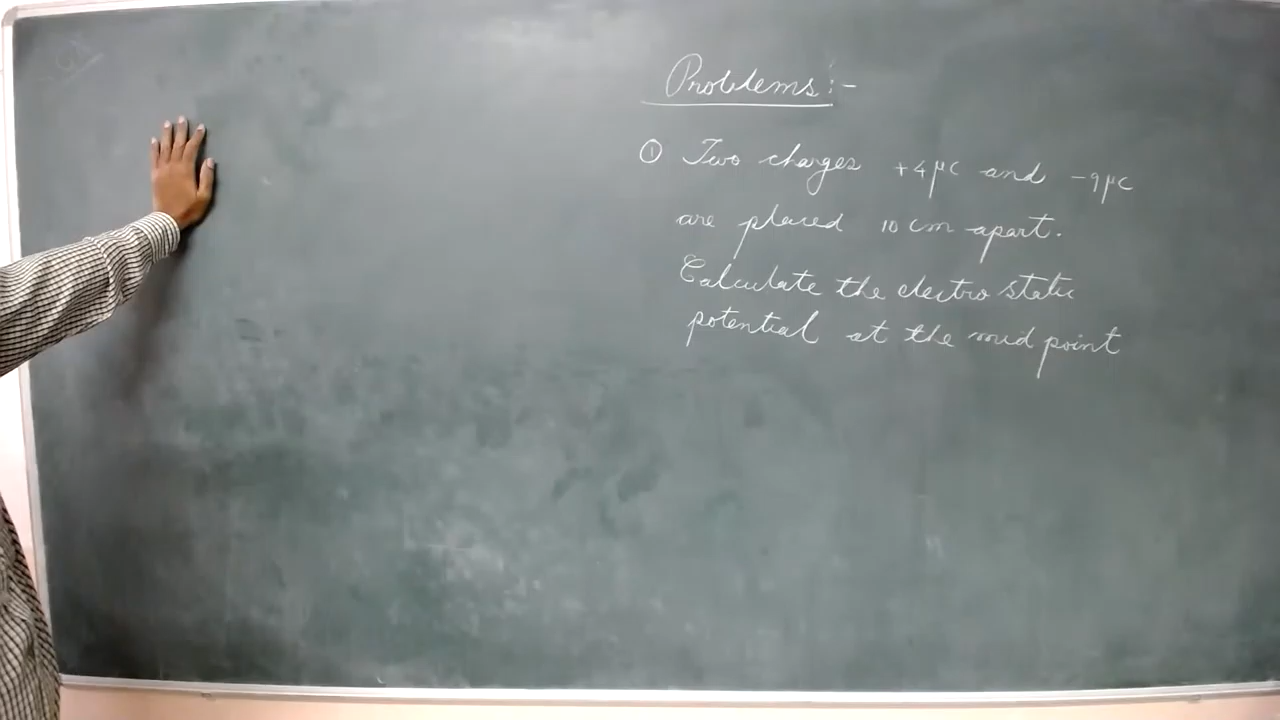 Problems:-
① Two charges +4μc and -9μc
are placed 10 cm apart.
Calculate the electro static
potential at the mid point